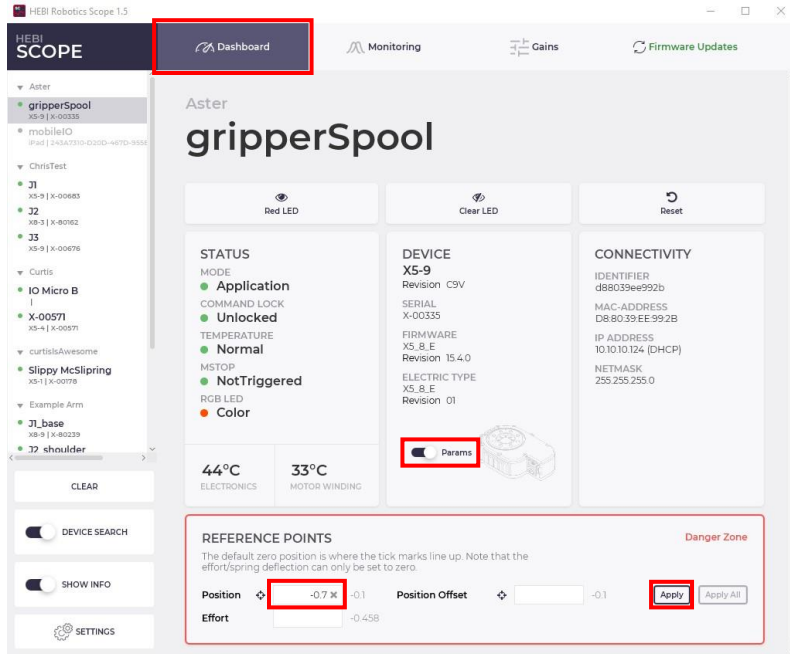 HEBI Robotics Scope 1.5
HEBI
SCOPE
Dashboard
Monitoring
Gains
Firmware Updates
Aster
gripperSpool
X5-9 | X-00335
mobileIO
ChrisTest
J1
X5-9 | X-00683
J2
X8-3 | X-80162
J3
X5-9 | X-00676
Curtis
IO Micro B
|
X-00571
X5-4 | X-00571
curtisIsAwesome
Slippy McSlipring
X5-1 | X-00178
Example Arm
J1_base
X8-9 | X-80239
J2_shoulder
CLEAR
DEVICE SEARCH
SHOW INFO
SETTINGS
Aster
gripperSpool
Red LED
Clear LED
Reset
STATUS
MODE
Application
COMMAND LOCK
Unlocked
TEMPERATURE
Normal
MSTOP
NotTriggered
RGB LED
Color
44°C
ELECTRONICS
33°C
MOTOR WINDING
DEVICE
X5-9
Revision C9V
SERIAL
X-00335
FIRMWARE
X5_8_E
Revision 15.4.0
ELECTRIC TYPE
X5_8_E
Revision 01
Params
CONNECTIVITY
IDENTIFIER
d88039ee992b
MAC-ADDRESS
D8:80:39:EE:99:2B
IP ADDRESS
10.10.10.124 (DHCP)
NETMASK
255.255.255.0
REFERENCE POINTS
Danger Zone
The default zero position is where the tick marks line up. Note that the
effort/spring deflection can only be set to zero.
Position -0.7 -0.1 Position Offset -0.1 Apply Apply All
Effort -0.458